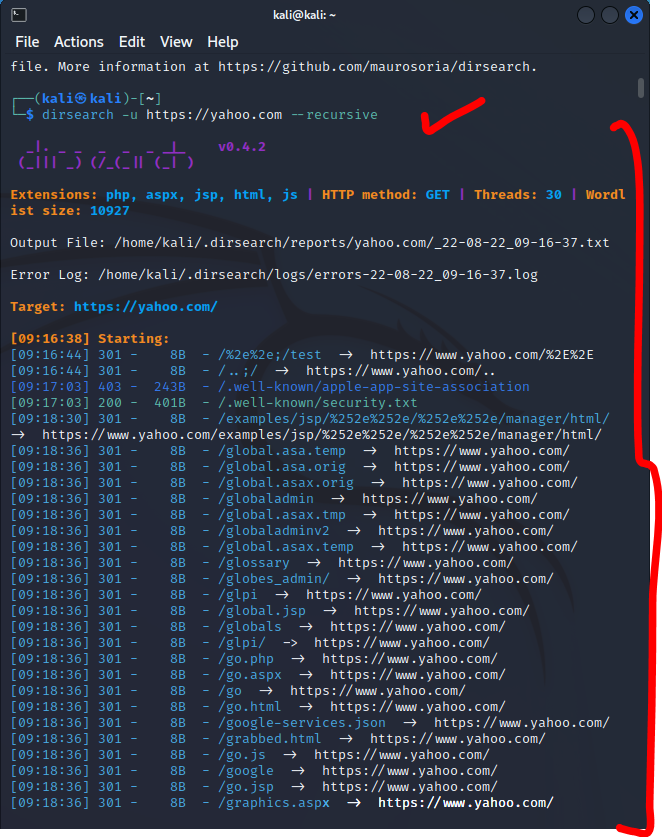 kali@kali: ~
File Actions Edit View Help
file. More information at https://github.com/maurosoria/dirsearch.
┌──(kali㉿kali)-[~]
└─$ dirsearch -u https://yahoo.com --recursive
_|. _ _ _ _ _ _|_ v0.4.2
(_||| _) (/_(_|| (_| )
Extensions: php, aspx, jsp, html, js | HTTP method: GET | Threads: 30 | Wordl
ist size: 10927
Output File: /home/kali/.dirsearch/reports/yahoo.com/_22-08-22_09-16-37.txt
Error Log: /home/kali/.dirsearch/logs/errors-22-08-22_09-16-37.log
Target: https://yahoo.com/
[09:16:38] Starting:
[09:16:44] 301 - 8B - /%2e%2e;/test -> https://www.yahoo/%2E%2E
[09:16:44] 301 - 8B - /..;/ -> https://www.yahoo/..
[09:17:03] 403 - 243B - /.well-known/apple-app-site-association
[09:17:03] 200 - 401B - /.well-known/security.txt
[09:18:30] 301 - 8B - /examples/jsp/%252e%252e/%252e%252e/manager/html/
-> https://www.yahoo/examples/jsp/%252e%252e/%252e%252e/manager/html/
[09:18:36] 301 - 8B - /global.asa.temp -> https://www.yahoo.com/
[09:18:36] 301 - 8B - /global.asa.orig -> https://www.yahoo.com/
[09:18:36] 301 - 8B - /global.asax.orig -> https://www.yahoo.com/
[09:18:36] 301 - 8B - /globaladmin -> https://www.yahoo.com/
[09:18:36] 301 - 8B - /global.asax.tmp -> https://www.yahoo.com/
[09:18:36] 301 - 8B - /globaladminv2 -> https://www.yahoo.com/
[09:18:36] 301 - 8B - /global.asax.temp -> https://www.yahoo.com/
[09:18:36] 301 - 8B - /glossary -> https://www.yahoo.com/
[09:18:36] 301 - 8B - /globes_admin/ -> https://www.yahoo.com/
[09:18:36] 301 - 8B - /glpi -> https://www.yahoo.com/
[09:18:36] 301 - 8B - /global.jsp -> https://www.yahoo.com/
[09:18:36] 301 - 8B - /globals -> https://www.yahoo.com/
[09:18:36] 301 - 8B - /glpi/ -> https://www.yahoo.com/
[09:18:36] 301 - 8B - /go.php -> https://www.yahoo.com/
[09:18:36] 301 - 8B - /go.aspx -> https://www.yahoo.com/
[09:18:36] 301 - 8B - /go -> https://www.yahoo.com/
[09:18:36] 301 - 8B - /go.html -> https://www.yahoo.com/
[09:18:36] 301 - 8B - /google-services.json -> https://www.yahoo.com/
[09:18:36] 301 - 8B - /grabbed.html -> https://www.yahoo.com/
[09:18:36] 301 - 8B - /go.js -> https://www.yahoo.com/
[09:18:36] 301 - 8B - /google -> https://www.yahoo.com/
[09:18:36] 301 - 8B - /go.jsp -> https://www.yahoo.com/
[09:18:36] 301 - 8B - /graphics.aspx -> https://www.yahoo.com/